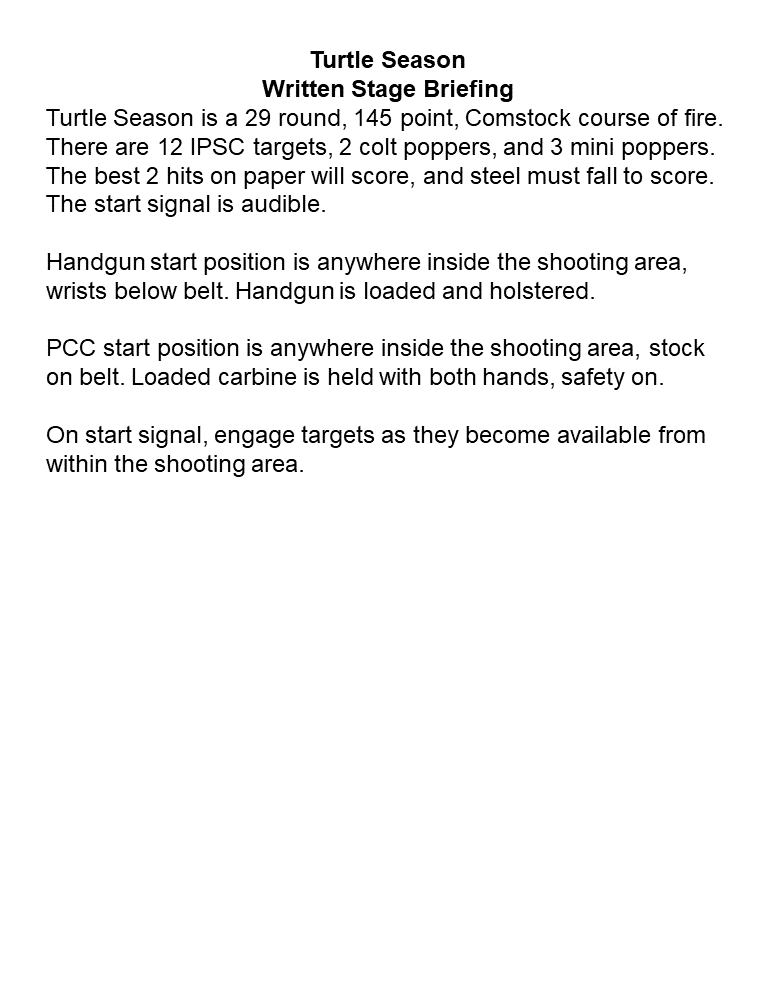 Turtle Season
Written Stage Briefing
Turtle Season is a 29 round, 145 point, Comstock course of fire.
There are 12 IPSC targets, 2 colt poppers, and 3 mini poppers.
The best 2 hits on paper will score, and steel must fall to score.
The start signal is audible.
Handgun start position is anywhere inside the shooting area,
wrists below belt. Handgun is loaded and holstered.
PCC start position is anywhere inside the shooting area, stock
on belt. Loaded carbine is held with both hands, safety on.
On start signal, engage targets as they become available from
within the shooting area.